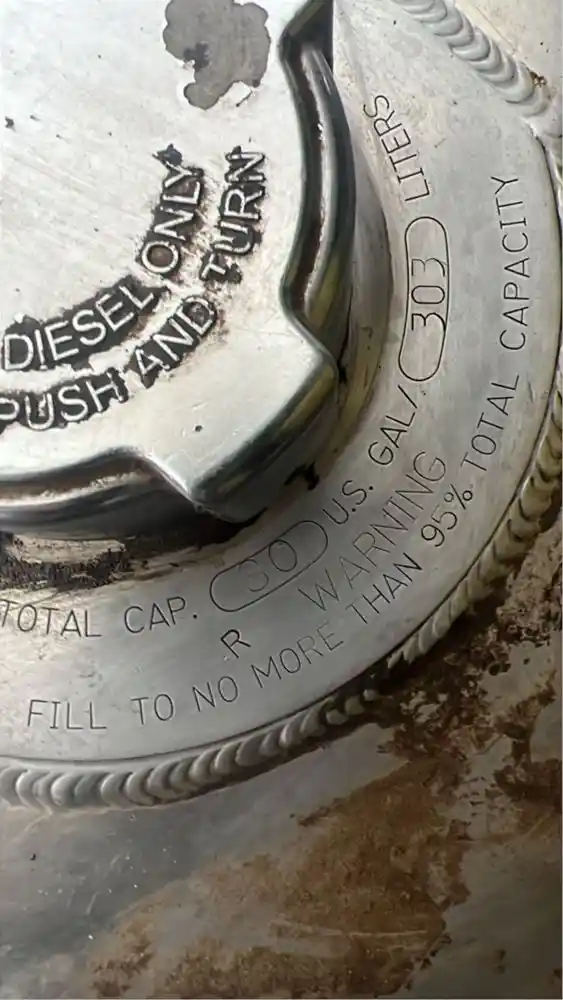 DIESEL ONLY
PUSH AND TURN
TOTAL CAP. 30 U.S. GAL/ 303 LITERS
R WARNING
FILL TO NO MORE THAN 95% TOTAL CAPACITY